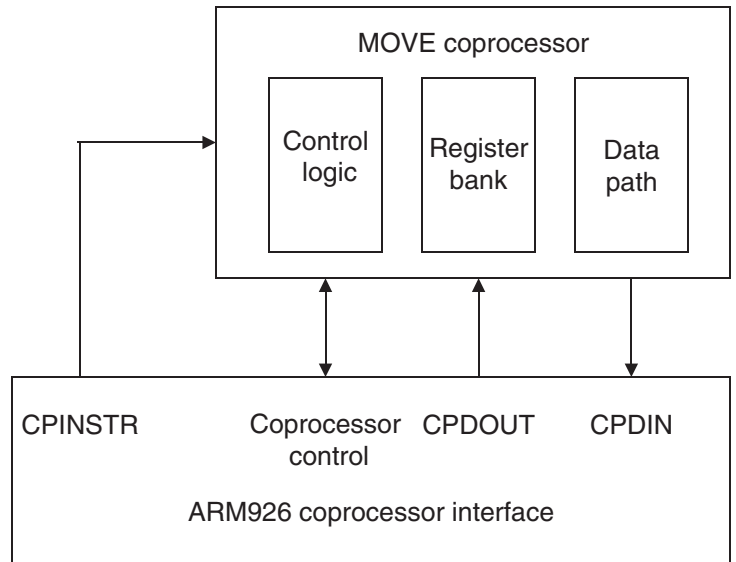 MOVE coprocessor
Control
logic
Register
bank
Data
path
CPINSTR
Coprocessor
control
CPDOUT
CPDIN
ARM926 coprocessor interface